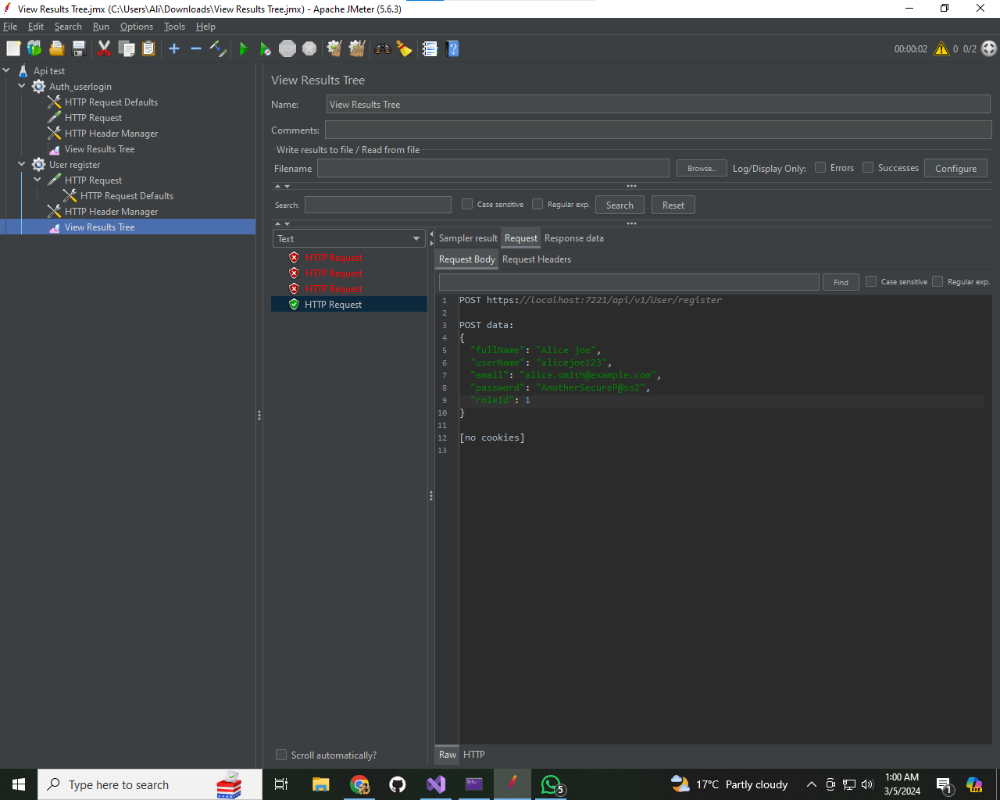 View Results Tree.jmx (C:\Users\Ali\Downloads\View Results Tree.jmx) - Apache JMeter (5.6.3)
File Edit Search Run Options Tools Help
00:00:02 0 0/2
Api test
Auth_userlogin
HTTP Request Defaults
HTTP Request
HTTP Header Manager
View Results Tree
User register
HTTP Request
HTTP Request Defaults
HTTP Header Manager
View Results Tree
View Results Tree
Name: View Results Tree
Comments:
Write results to file / Read from file
Filename Browse... Log/Display Only: Errors Successes Configure
Search: Case sensitive Regular exp. Search Reset
Text
HTTP Request
HTTP Request
HTTP Request
HTTP Request
Scroll automatically?
Sampler result Request Response data
Request Body Request Headers
Find Case sensitive Regular exp.
1 POST https://localhost:7221/api/v1/User/register
2
3 POST data:
4 {
5 "fullName": "Alice joe",
6 "userName": "alicejoe123",
7 "email": "alice.smith@example.com",
8 "password": "AnotherSecureP@ss2",
9 "roleId": 1
10 }
11
12 [no cookies]
13
Raw HTTP
Type here to search
5
17°C Partly cloudy
1:00 AM
3/5/2024
1
PRE